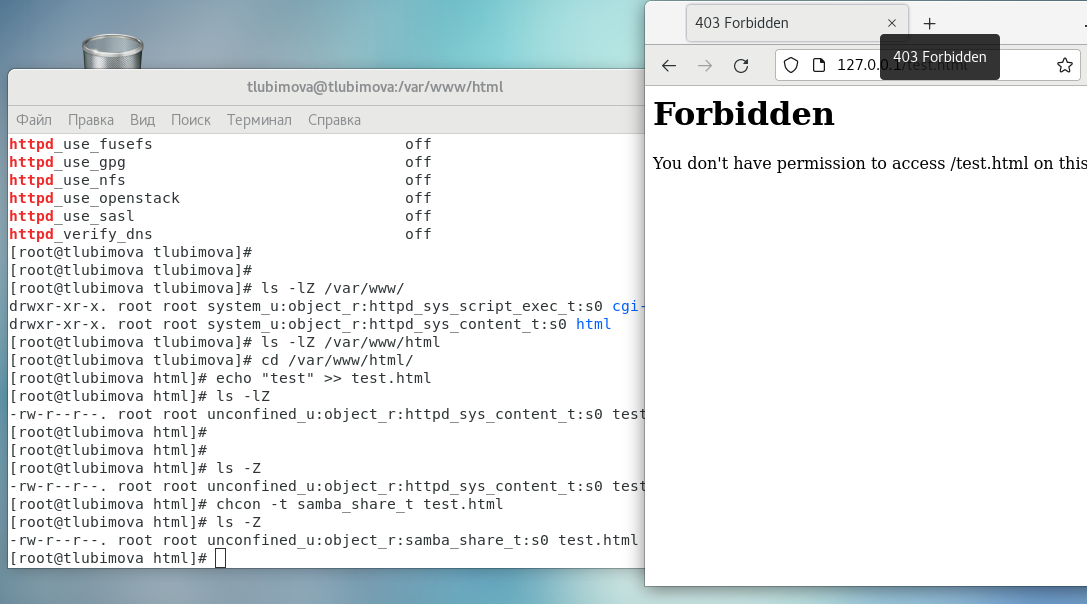 tlubimova@tlubimova:/var/www/html
Файл Правка Вид Поиск Терминал Справка
httpd_use_fusefs off
httpd_use_gpg off
httpd_use_nfs off
httpd_use_openstack off
httpd_use_sasl off
httpd_verify_dns off
[root@tlubimova tlubimova]#
[root@tlubimova tlubimova]#
[root@tlubimova tlubimova]# ls -lZ /var/www/
drwxr-xr-x. root root system_u:object_r:httpd_sys_script_exec_t:s0 cgi-
drwxr-xr-x. root root system_u:object_r:httpd_sys_content_t:s0 html
[root@tlubimova tlubimova]# ls -lZ /var/www/html
[root@tlubimova tlubimova]# cd /var/www/html/
[root@tlubimova html]# echo "test" >> test.html
[root@tlubimova html]# ls -lZ
-rw-r--r--. root root unconfined_u:object_r:httpd_sys_content_t:s0 test
[root@tlubimova html]#
[root@tlubimova html]#
[root@tlubimova html]# ls -Z
-rw-r--r--. root root unconfined_u:object_r:httpd_sys_content_t:s0 test
[root@tlubimova html]# chcon -t samba_share_t test.html
[root@tlubimova html]# ls -Z
-rw-r--r--. root root unconfined_u:object_r:samba_share_t:s0 test.html
[root@tlubimova html]#
403 Forbidden
403 Forbidden
127.0.0.1/test.html
Forbidden
You don't have permission to access /test.html on this